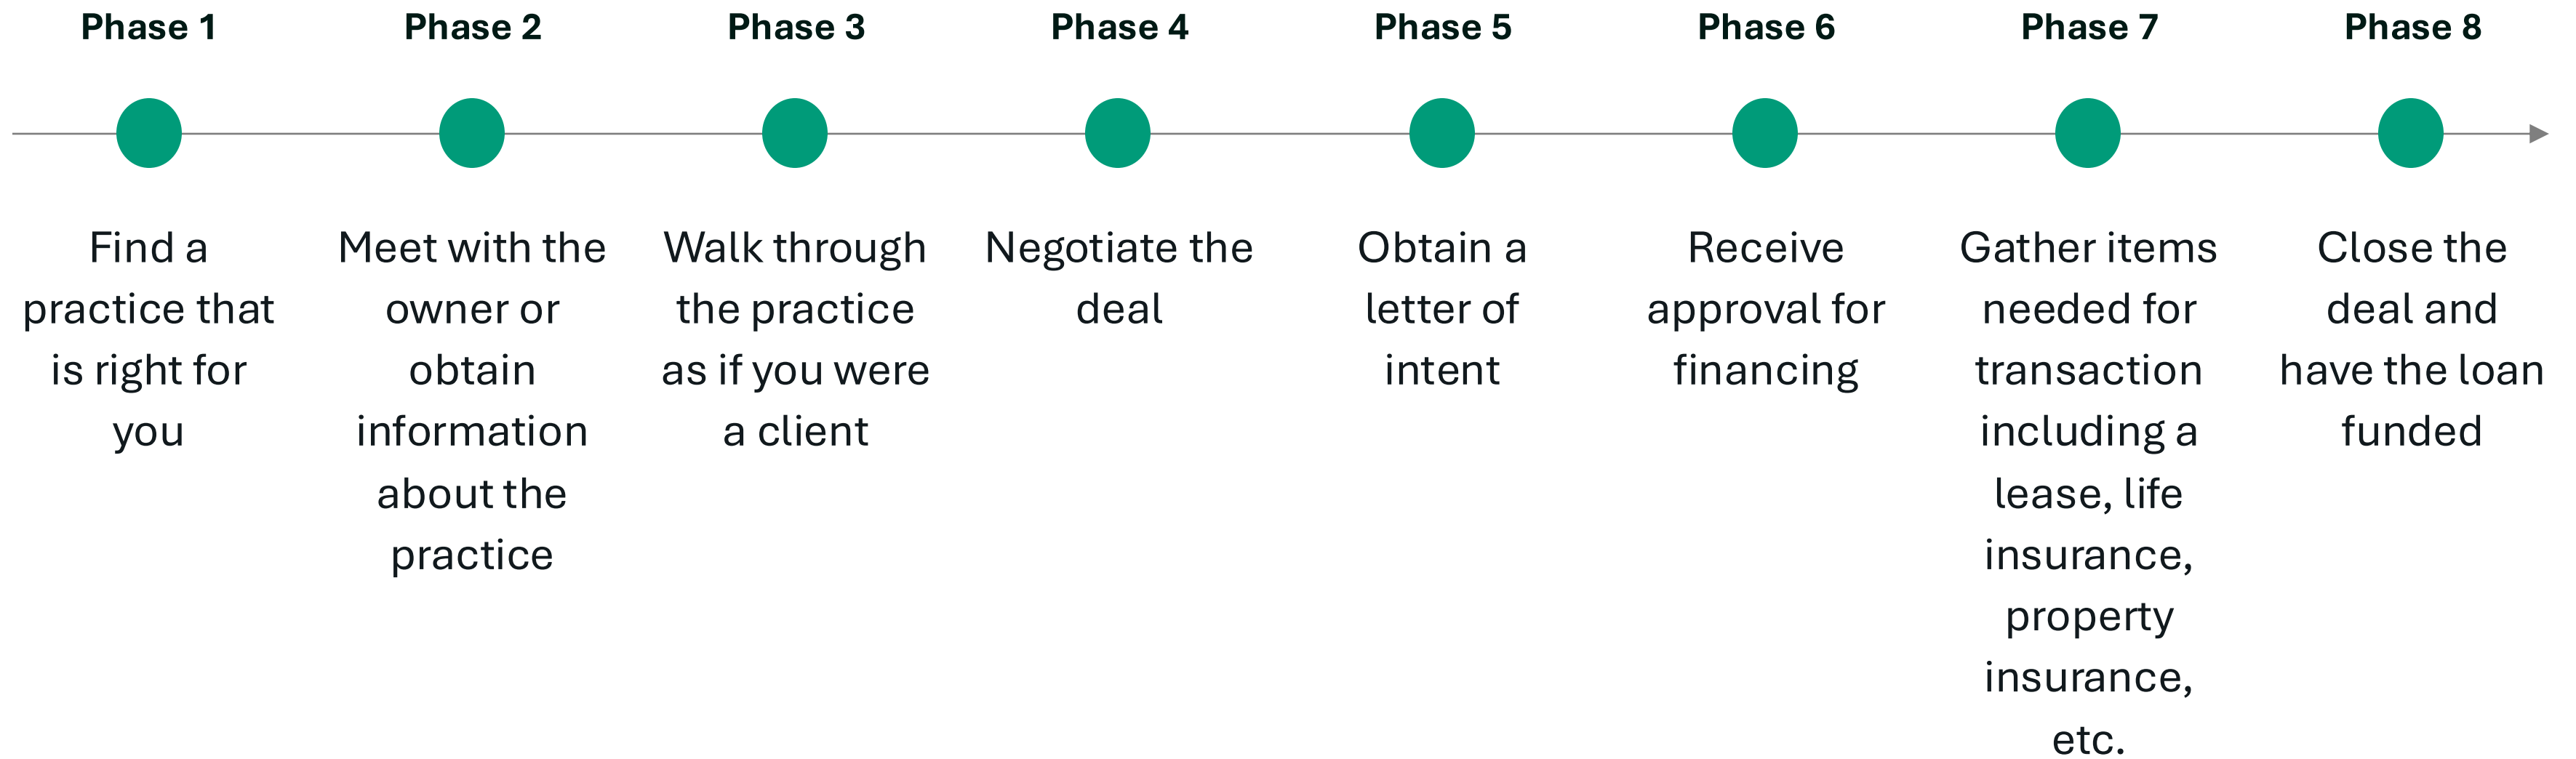 Phase 1
Find a
practice that
is right for
you
Phase 2
Meet with the
owner or
obtain
information
about the
practice
Phase 3
Walk through
the practice
as if you were
a client
Phase 4
Negotiate the
deal
Phase 5
Obtain a
letter of
intent
Phase 6
Receive
approval for
financing
Phase 7
Gather items
needed for
transaction
including a
lease, life
insurance,
property
insurance,
etc.
Phase 8
Close the
deal and
have the loan
funded